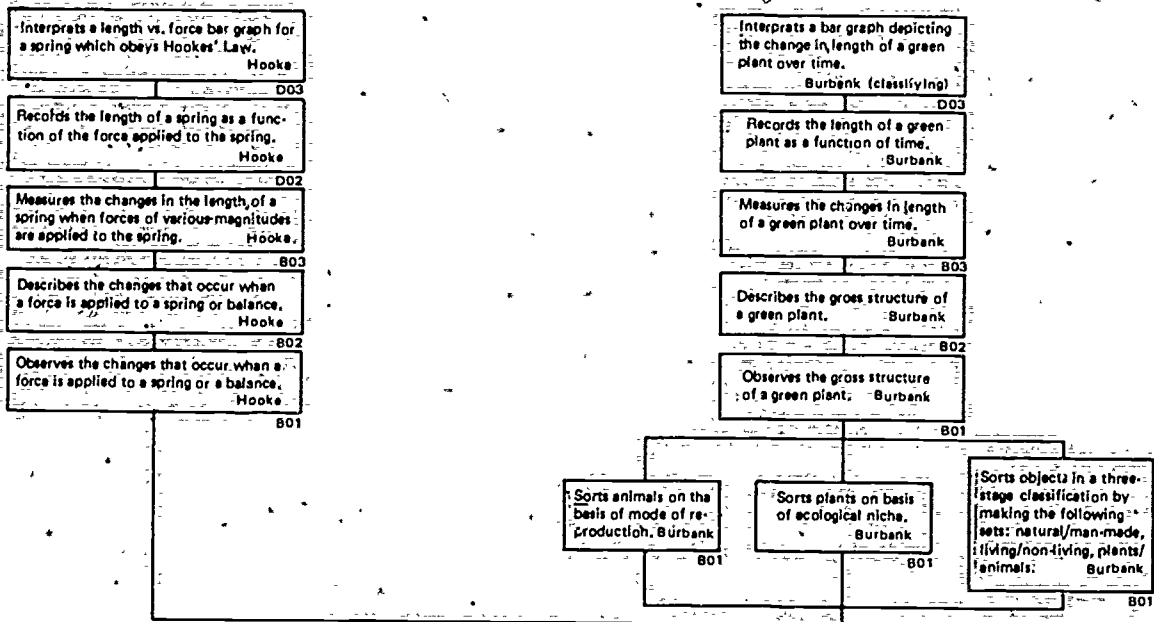 Interprats a length vs. force bar graph for
a spring which obeys Hookes' Law.
Hooke
D03
Records the length of a spring as a func-
tion of the force applied to the spring.
Hooke
D02
Measures the changes in the length of a
spring when forces of various magnitudes
are applied to the spring. Hooke.
B03
Describes the changes that occur when
a force is applied to a spring or balance.
Hooke
B02
Observes the changes that occur when a
force is applied to a spring or a balance.
Hooke
B01
Interprats a bar graph depicting
the change in length of a green
plant over time.
Burbank (classifying)
D03
Records the length of a green
plant as a function of time.
Burbank
Measures the changes in length
of a green plant over time.
Burbank
B03
Describes the gross structure of
a green plant. Burbank
B02
Observes the gross structure
of a green plant. Burbank
B01
Sorts animals on the
basis of mode of re-
production. Burbank
B01
Sorts plants on basis
of ecological niche.
Burbank
B01
Sorts objects in a three-
stage classification by
making the following
sets: natural/man-made,
living/non-living, plants/
animals. Burbank
B01